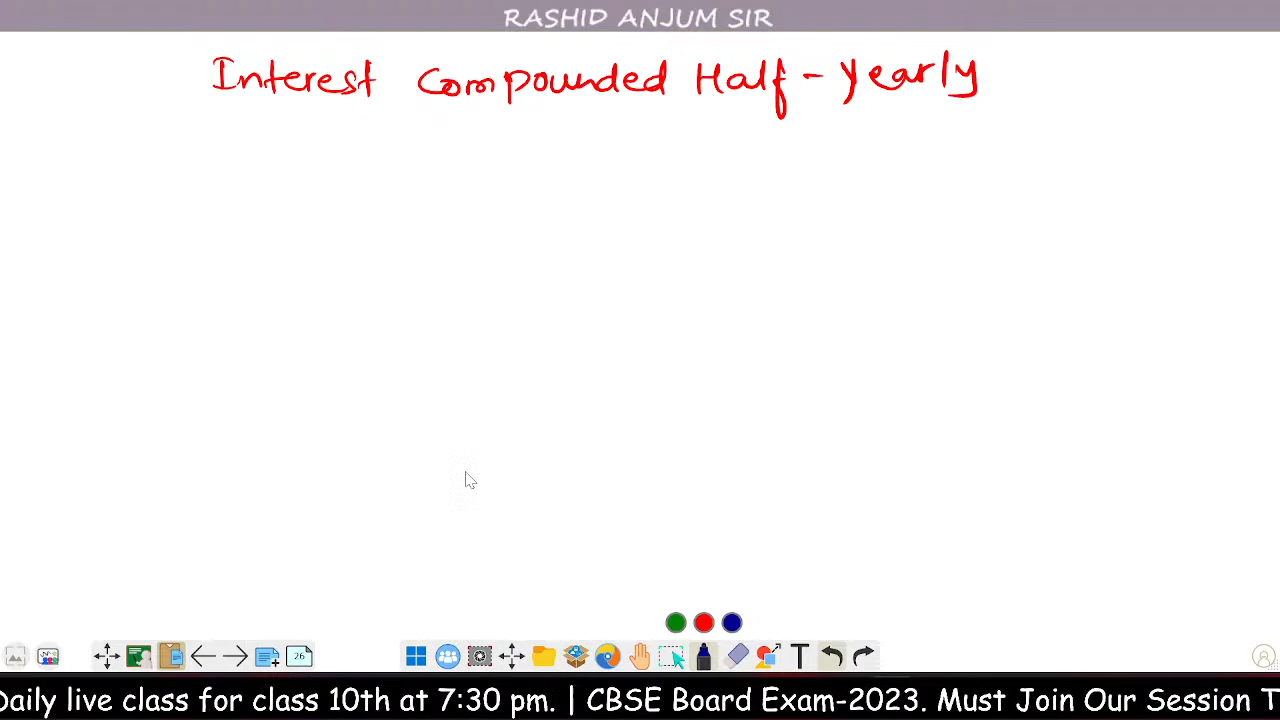 RASHID ANJUM SIR
Interest Compounded Half-yearly
26
Daily live class for class 10th at 7:30 pm. | CBSE Board Exam-2023. Must Join Our Session T